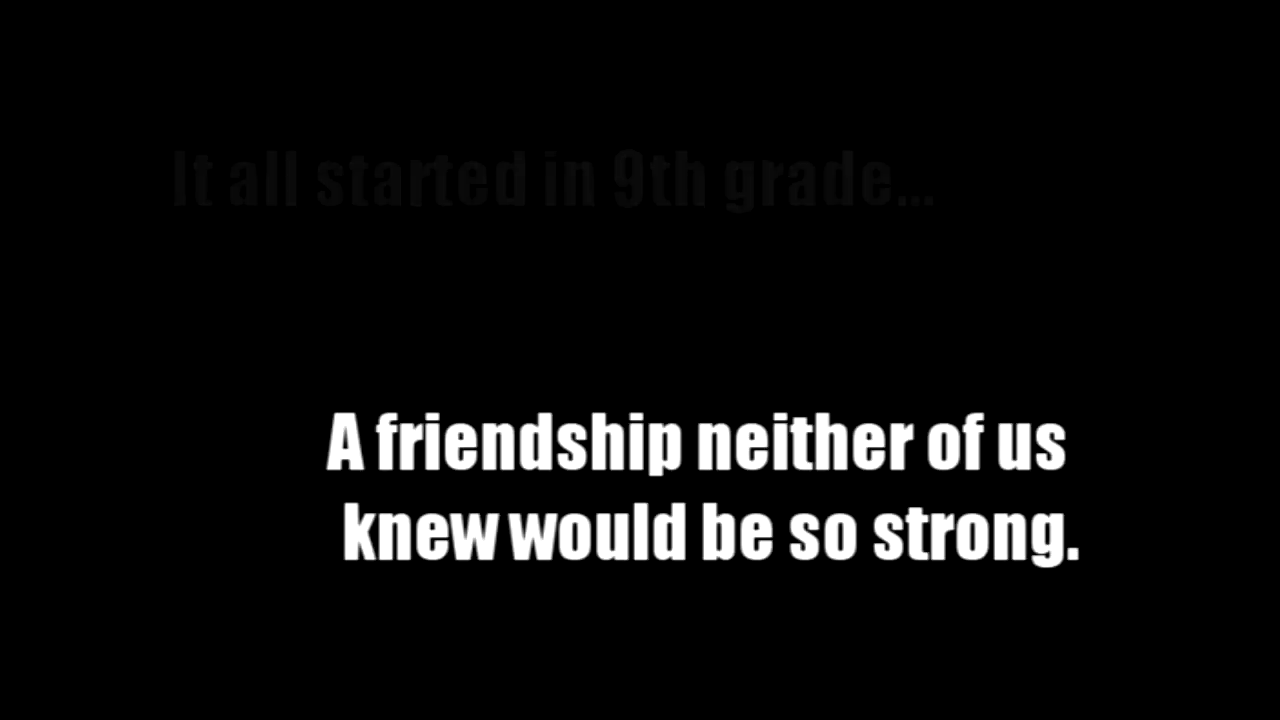 It all started in 9th grade...
A friendship neither of us
knew would be so strong.